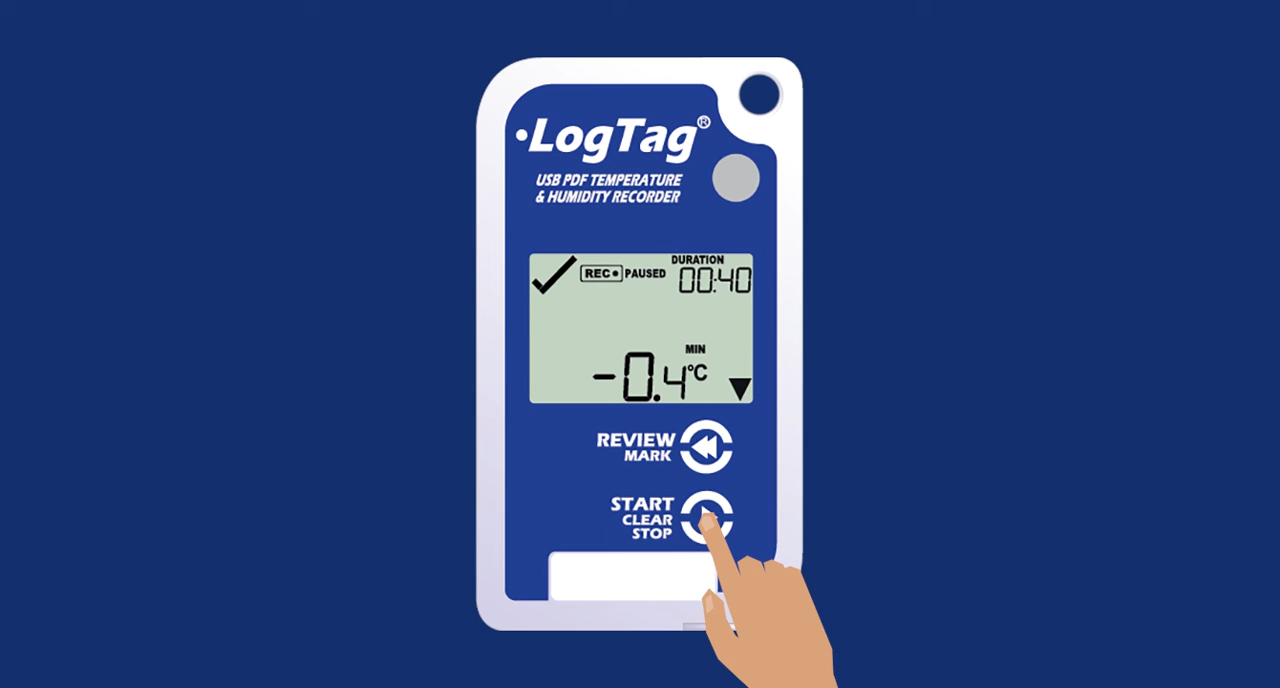 •LogTag®
USB PDF TEMPERATURE
& HUMIDITY RECORDER
DURATION
REC● PAUSED
00:40
MIN
-0.4°C
REVIEW
MARK
START
CLEAR
STOP